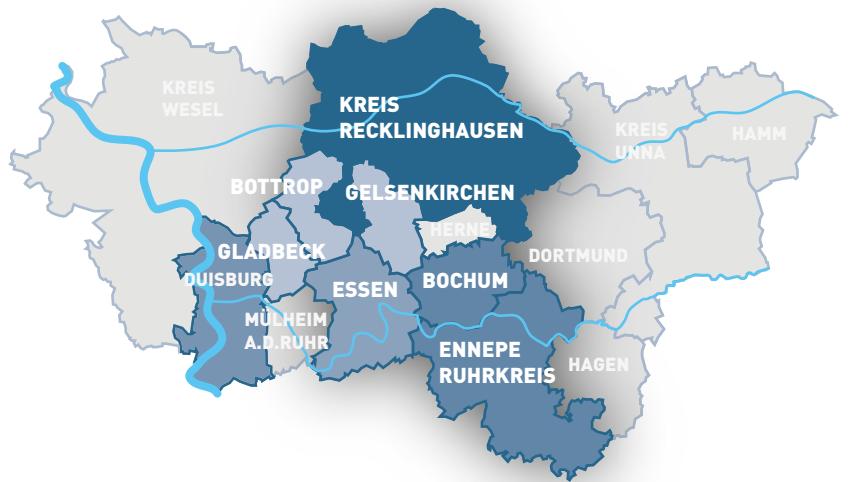 KREIS
WESEL
KREIS
RECKLINGHAUSEN
KREIS
UNNA
HAMM
BOTTROP
GELSENKIRCHEN
HERNE
GLADBECK
DORTMUND
DUISBURG
ESSEN
BOCHUM
MÜLHEIM
A.D.RUHR
ENNEPE
RUHRKREIS
HAGEN